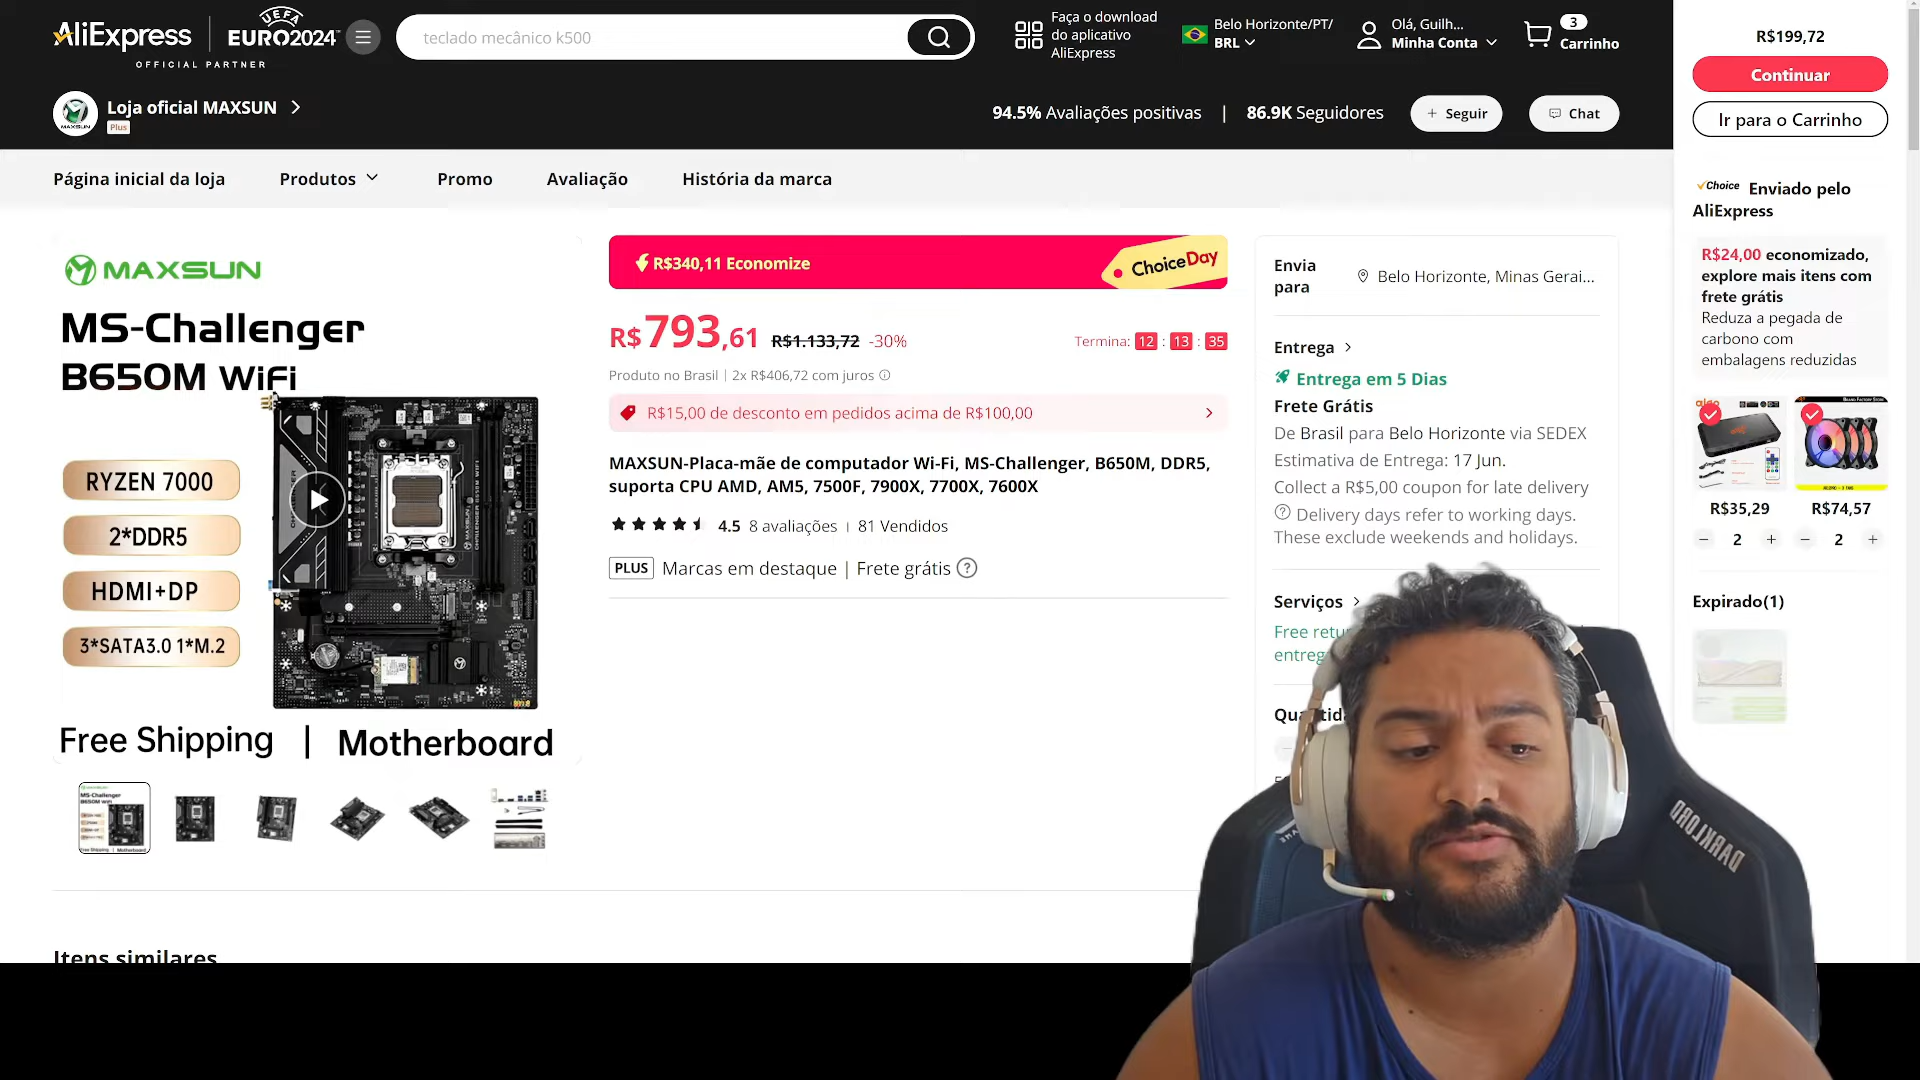 AliExpress
UEFA
EURO2024
OFFICIAL PARTNER
teclado mecânico k500
Faça o download
do aplicativo
AliExpress
Belo Horizonte/PT/
BRL
Olá, Guilh...
Minha Conta
3
Carrinho
Loja oficial MAXSUN
Plus
94.5% Avaliações positivas | 86.9K Seguidores
+ Seguir
Chat
Página inicial da loja
Produtos
Promo
Avaliação
História da marca
MAXSUN
MS-Challenger
B650M WiFi
RYZEN 7000
2*DDR5
HDMI+DP
3*SATA3.0 1*M.2
Free Shipping | Motherboard
R$340,11 Economize
ChoiceDay
R$793,61 R$1.133,72 -30%
Termina: 12 : 13 : 35
Produto no Brasil | 2x R$406,72 com juros
R$15,00 de desconto em pedidos acima de R$100,00
MAXSUN-Placa-mãe de computador Wi-Fi, MS-Challenger, B650M, DDR5,
suporta CPU AMD, AM5, 7500F, 7900X, 7700X, 7600X
4.5 8 avaliações | 81 Vendidos
PLUS Marcas em destaque | Frete grátis
Envia
para
Belo Horizonte, Minas Gerai...
Entrega
Entrega em 5 Dias
Frete Grátis
De Brasil para Belo Horizonte via SEDEX
Estimativa de Entrega: 17 Jun.
Collect a R$5,00 coupon for late delivery
Delivery days refer to working days.
These exclude weekends and holidays.
Serviços
Free
DARKLORD
Itens similares
R$199,72
Continuar
Ir para o Carrinho
Choice Enviado pelo
AliExpress
R$24,00 economizado,
explore mais itens com
frete grátis
Reduza a pegada de
carbono com
embalagens reduzidas
R$35,29
R$74,57
− 2 +
− 2 +
Expirado(1)